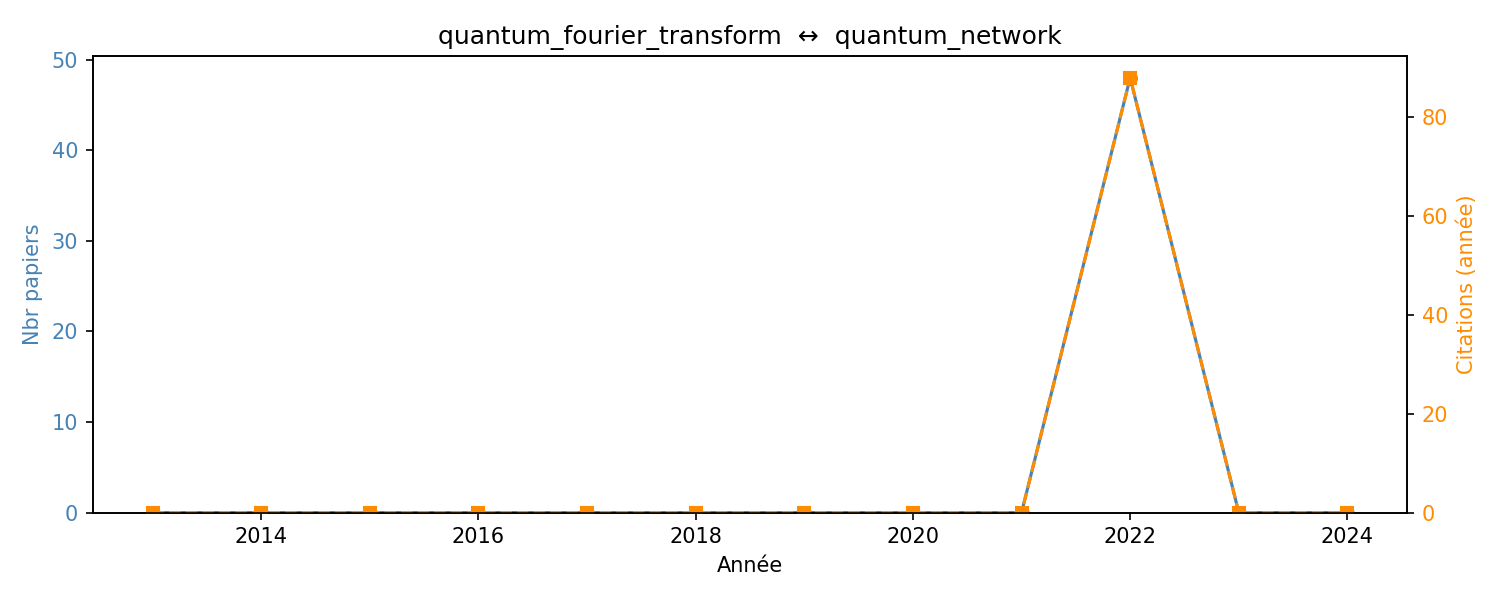 quantum_fourier_transform ↔ quantum_network
50
40
30
20
10
0
Nbr papiers
80
60
40
20
0
Citations (année)
2014 2016 2018 2020 2022 2024
Année